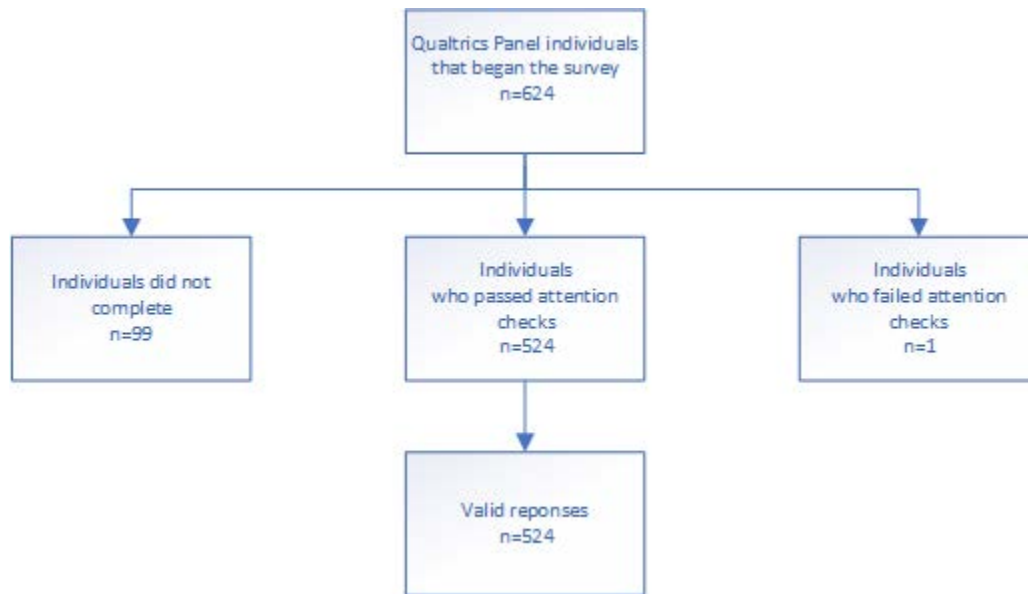 Qualtrics Panel individuals
that began the survey
n=624
Individuals did not
complete
n=99
Individuals
who passed attention
checks
n=524
Individuals
who failed attention
checks
n=1
Valid reponses
n=524